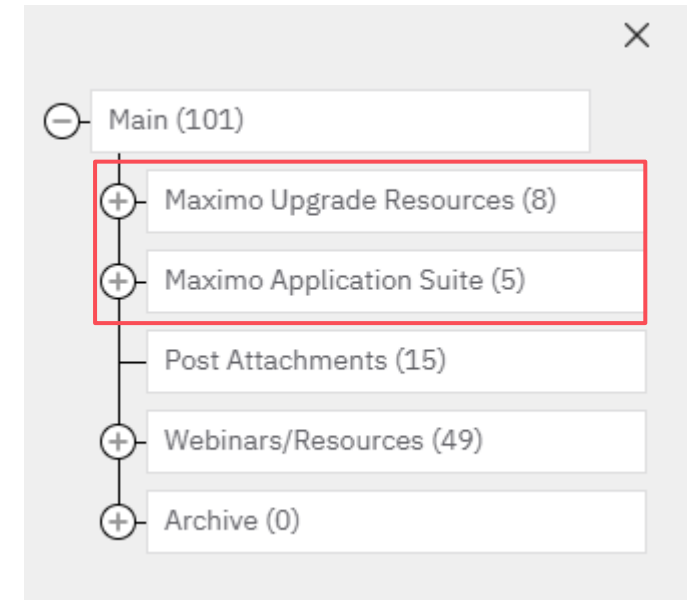 Main (101)
Maximo Upgrade Resources (8)
Maximo Application Suite (5)
Post Attachments (15)
Webinars/Resources (49)
Archive (0)